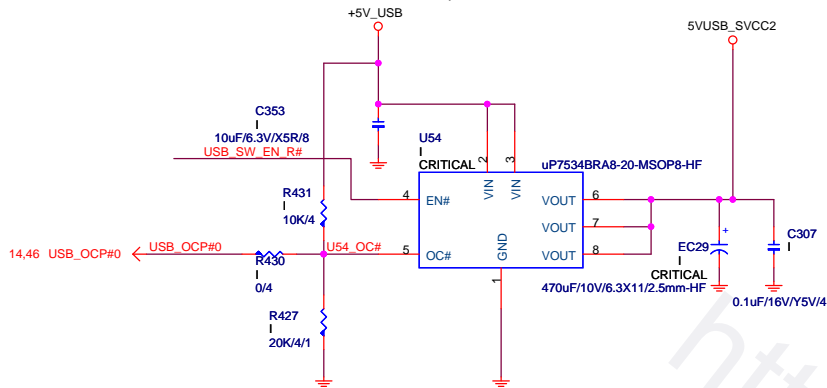 +5V_USB
5VUSB_SVCC2
C353
I
10uF/6.3V/X5R/8
USB_SW_EN_R#
U54
I
CRITICAL
uP7534BRA8-20-MSOP8-HF
2
3
VIN
VIN
4
EN#
VOUT
6
VOUT
7
5
OC#
GND
VOUT
8
1
R431
I
10K/4
14,46
USB_OCP#0
USB_OCP#0
U54_OC#
R430
I
0/4
R427
I
20K/4/1
+
EC29
I
CRITICAL
470uF/10V/6.3X11/2.5mm-HF
C307
I
0.1uF/16V/Y5V/4
htt